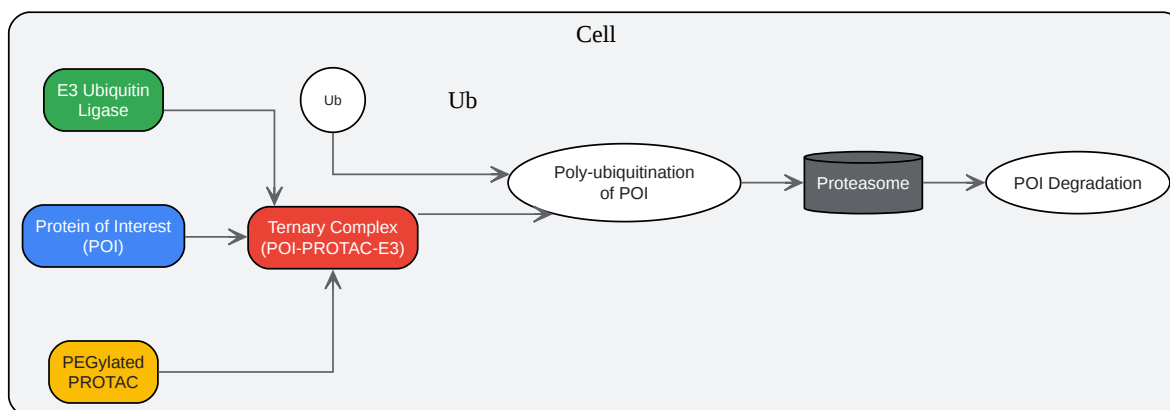 Cell
E3 Ubiquitin
Ligase
Ub
Ub
Poly-ubiquitination
of POI
Proteasome
POI Degradation
Protein of Interest
(POI)
Ternary Complex
(POI-PROTAC-E3)
PEGylated
PROTAC